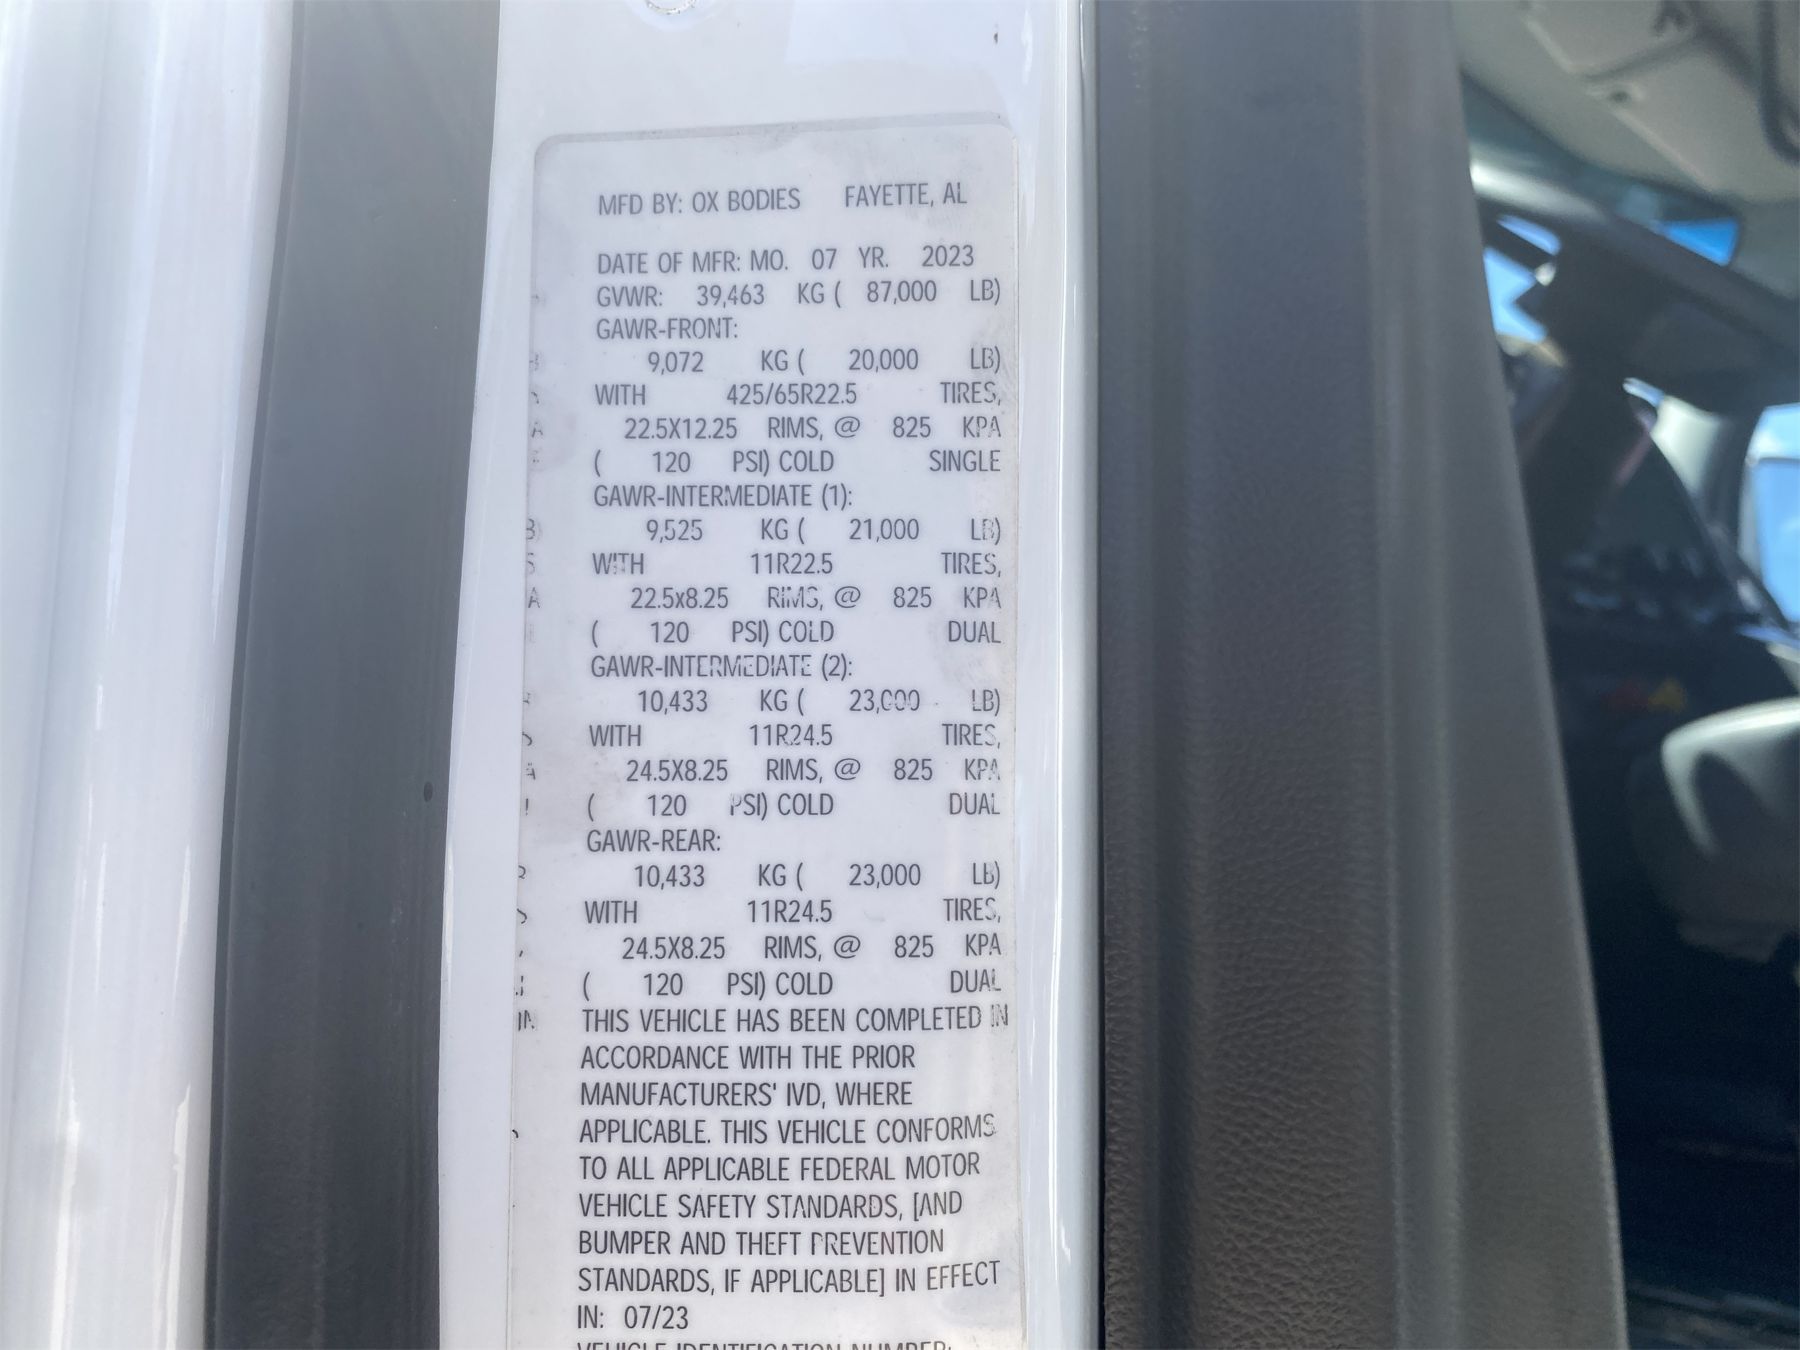 MFD BY: OX BODIES FAYETTE, AL
DATE OF MFR: MO. 07 YR. 2023
GVWR: 39,463 KG ( 87,000 LB)
GAWR-FRONT:
9,072 KG ( 20,000 LB)
WITH 425/65R22.5 TIRES,
22.5X12.25 RIMS, @ 825 KPA
( 120 PSI) COLD SINGLE
GAWR-INTERMEDIATE (1):
9,525 KG ( 21,000 LB)
WITH 11R22.5 TIRES,
22.5x8.25 RIMS, @ 825 KPA
( 120 PSI) COLD DUAL
GAWR-INTERMEDIATE (2):
10,433 KG ( 23,000 LB)
WITH 11R24.5 TIRES,
24.5X8.25 RIMS, @ 825 KPA
( 120 PSI) COLD DUAL
GAWR-REAR:
10,433 KG ( 23,000 LB)
WITH 11R24.5 TIRES,
24.5X8.25 RIMS, @ 825 KPA
( 120 PSI) COLD DUAL
THIS VEHICLE HAS BEEN COMPLETED IN
ACCORDANCE WITH THE PRIOR
MANUFACTURERS' IVD, WHERE
APPLICABLE. THIS VEHICLE CONFORMS
TO ALL APPLICABLE FEDERAL MOTOR
VEHICLE SAFETY STANDARDS, [AND
BUMPER AND THEFT PREVENTION
STANDARDS, IF APPLICABLE] IN EFFECT
IN: 07/23
VEHICLE IDENTIFICATION NUMBER: